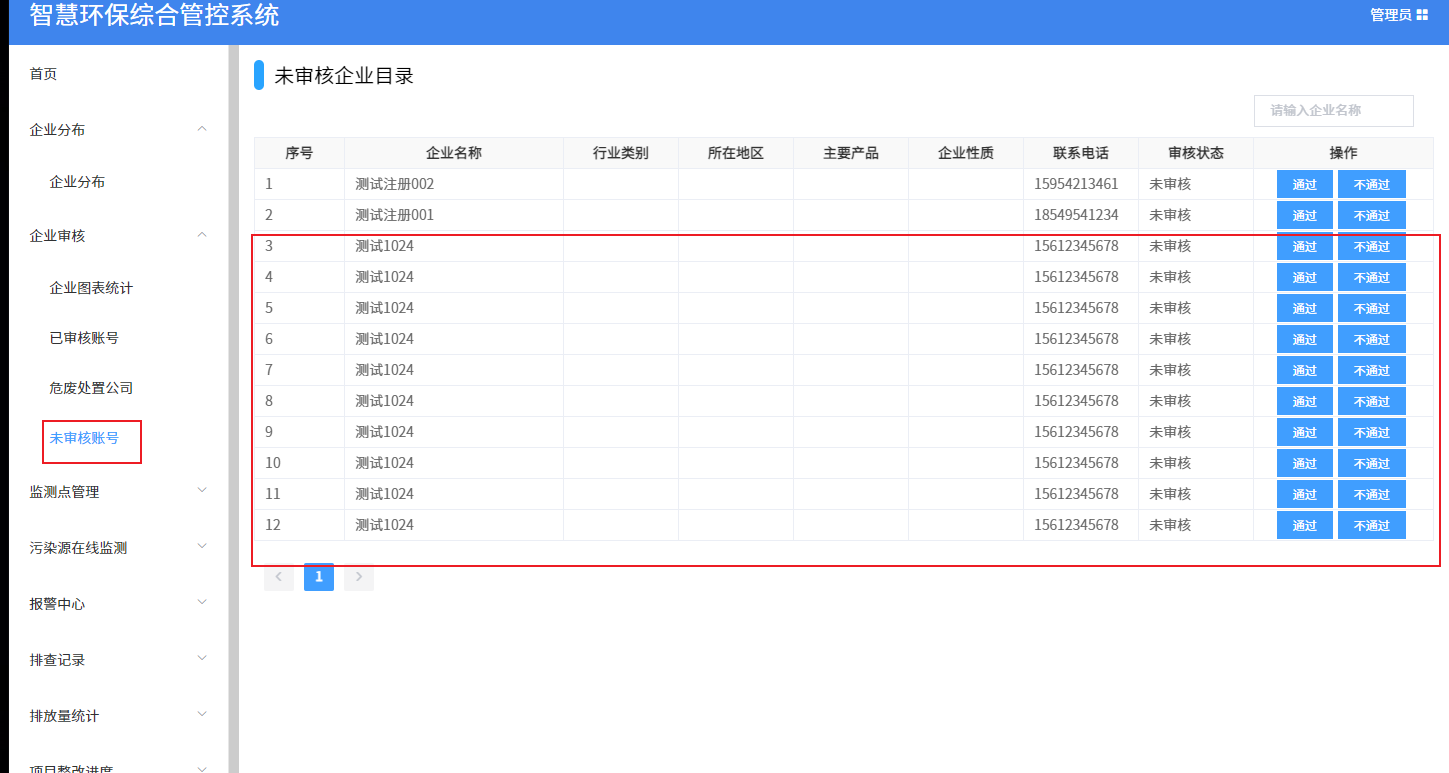 智慧环保综合管控系统
管理员
首页
企业分布
企业分布
企业审核
企业图表统计
已审核账号
危废处置公司
未审核账号
监测点管理
污染源在线监测
报警中心
排查记录
排放量统计
项目整改进度
未审核企业目录
请输入企业名称
序号 企业名称 行业类别 所在地区 主要产品 企业性质 联系电话 审核状态 操作
1 测试注册002 15954213461 未审核 通过 不通过
2 测试注册001 18549541234 未审核 通过 不通过
3 测试1024 15612345678 未审核 通过 不通过
4 测试1024 15612345678 未审核 通过 不通过
5 测试1024 15612345678 未审核 通过 不通过
6 测试1024 15612345678 未审核 通过 不通过
7 测试1024 15612345678 未审核 通过 不通过
8 测试1024 15612345678 未审核 通过 不通过
9 测试1024 15612345678 未审核 通过 不通过
10 测试1024 15612345678 未审核 通过 不通过
11 测试1024 15612345678 未审核 通过 不通过
12 测试1024 15612345678 未审核 通过 不通过
1